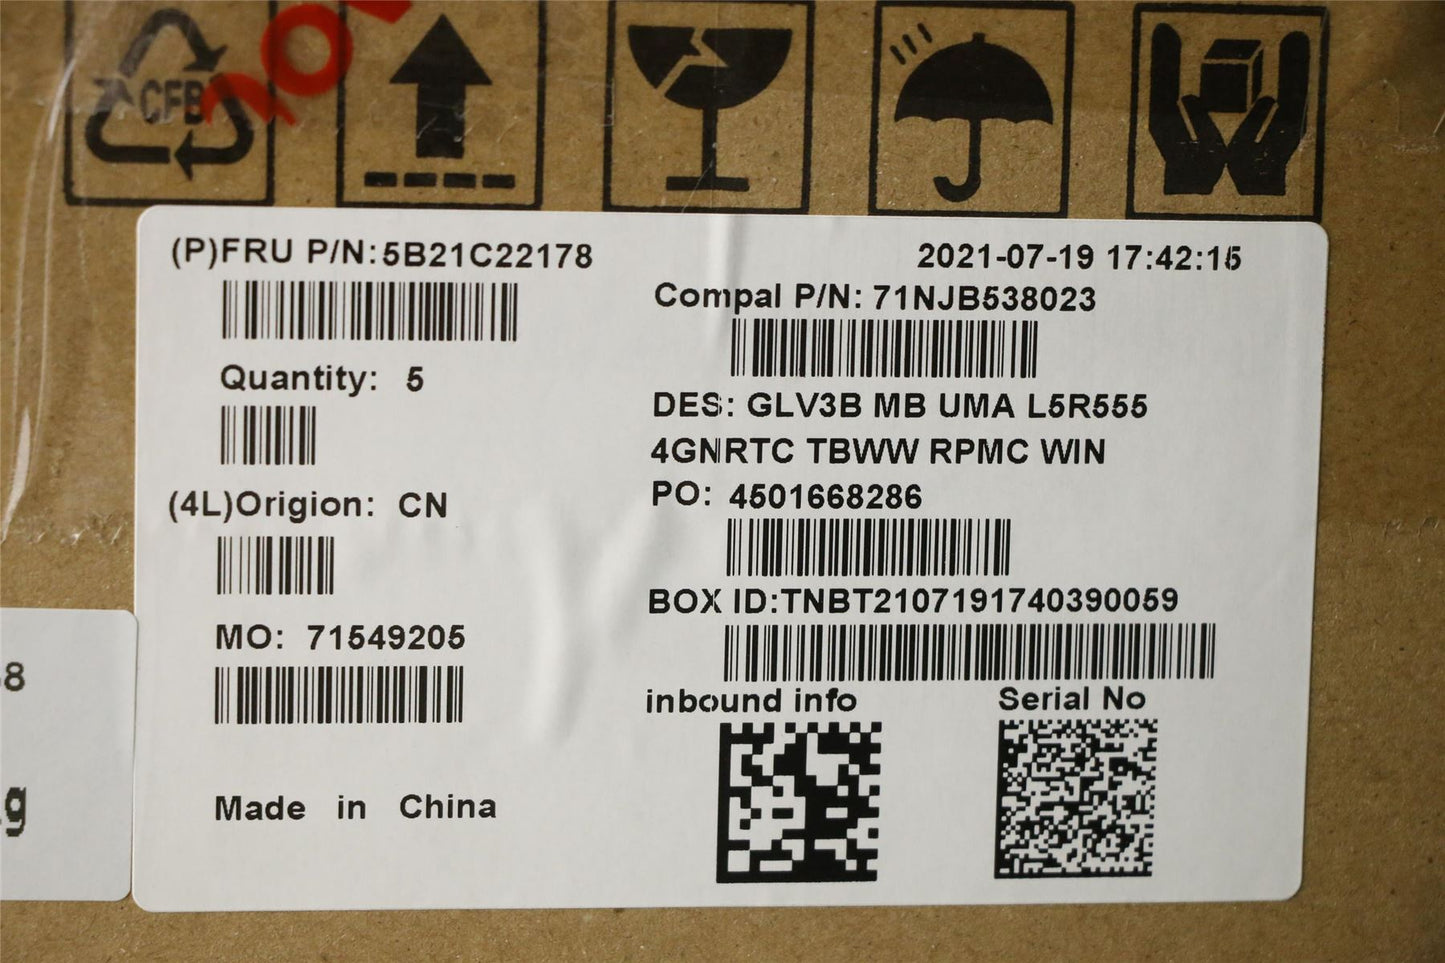 CFB
(P)FRU P/N:5B21C22178
2021-07-19 17:42:15
Compal P/N: 71NJB538023
Quantity: 5
DES: GLV3B MB UMA L5R555
4GNRTC TBWW RPMC WIN
(4L)Origion: CN
PO: 4501668286
BOX ID:TNBT2107191740390059
MO: 71549205
inbound info
Serial No
Made in China
8
g